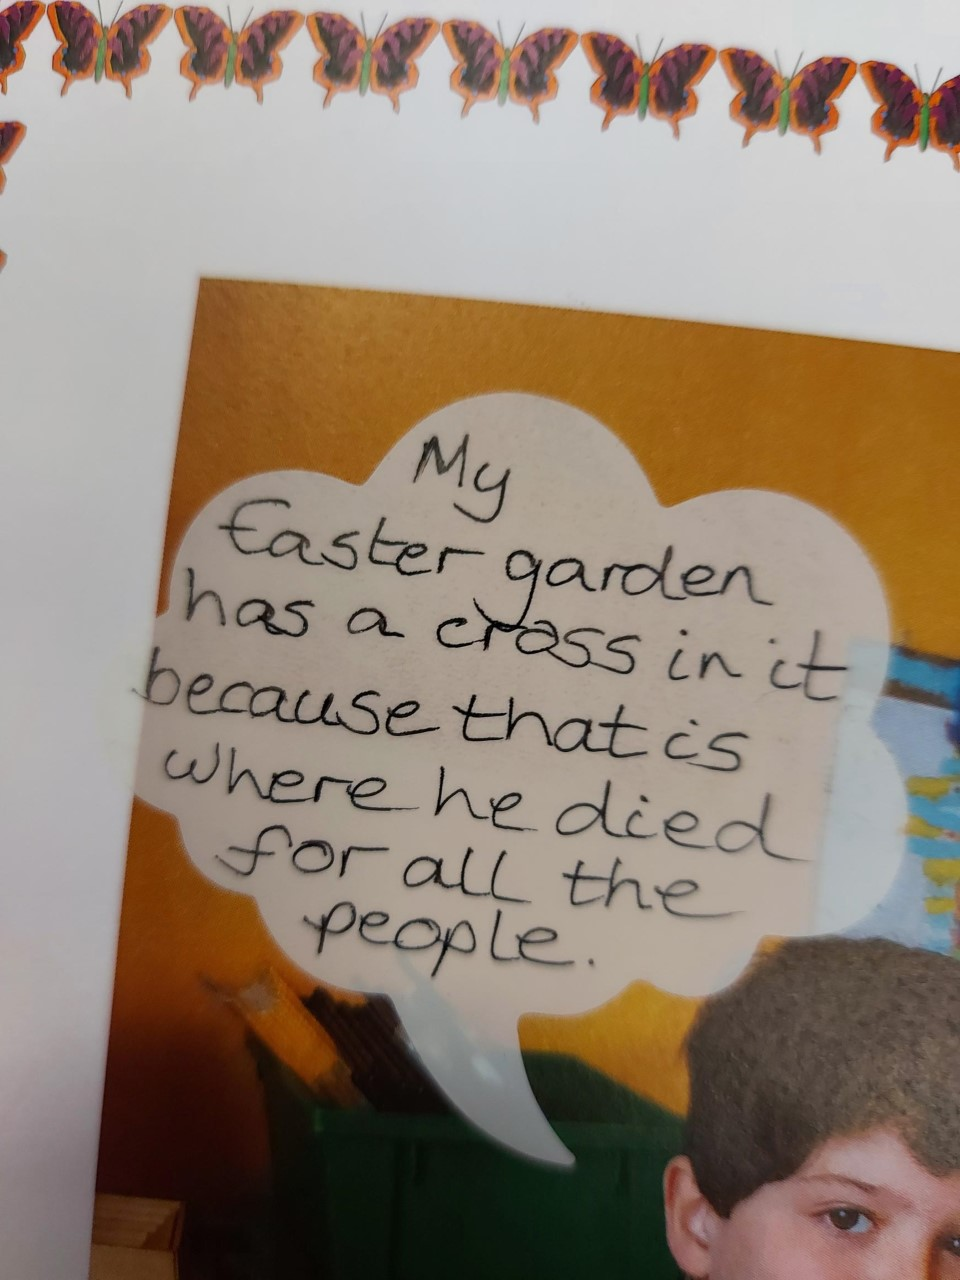 My
Easter garden
has a cross in it
because that is
where he died
for all the
people.